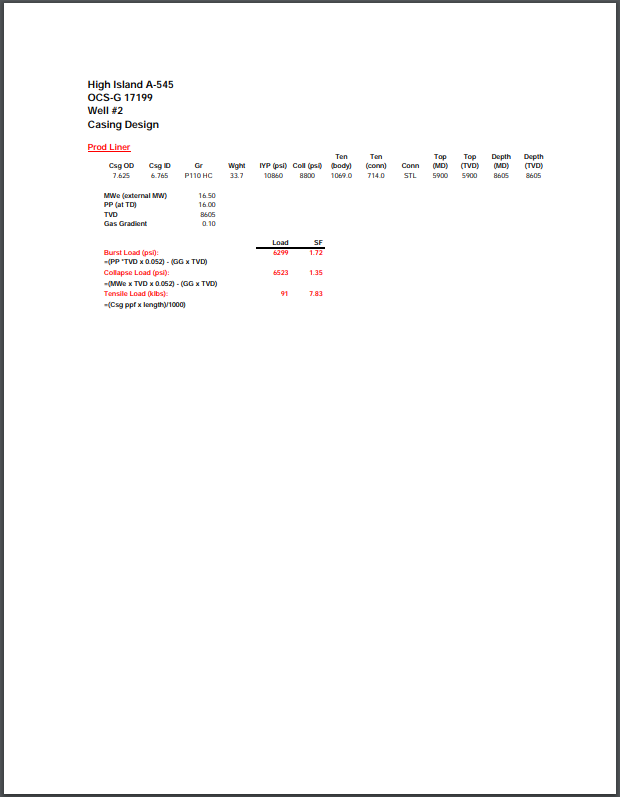 High Island A-545
OCS-G 17199
Well #2
Casing Design
Prod Liner
Ten Ten Top Top Depth Depth
Csg OD Csg ID Gr Wght IYP (psi) Coll (psi) (body) (conn) Conn (MD) (TVD) (MD) (TVD)
7.625 6.765 P110 HC 33.7 10860 8800 1069.0 714.0 STL 5900 5900 8605 8605
MWe (external MW) 16.50
PP (at TD) 16.00
TVD 8605
Gas Gradient 0.10
Load SF
Burst Load (psi): 6299 1.72
=(PP *TVD x 0.052) - (GG x TVD)
Collapse Load (psi): 6523 1.35
=(MWe x TVD x 0.052) - (GG x TVD)
Tensile Load (klbs): 91 7.83
=(Csg ppf x length)/1000)